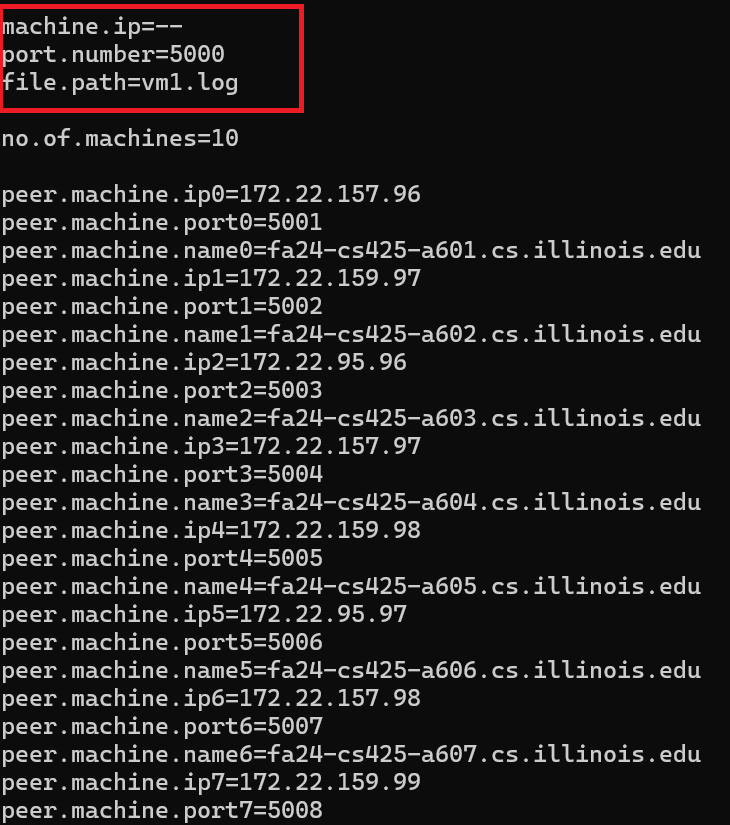 machine.ip=--
port.number=5000
file.path=vm1.log
no.of.machines=10
peer.machine.ip0=172.22.157.96
peer.machine.port0=5001
peer.machine.name0=fa24-cs425-a601.cs.illinois.edu
peer.machine.ip1=172.22.159.97
peer.machine.port1=5002
peer.machine.name1=fa24-cs425-a602.cs.illinois.edu
peer.machine.ip2=172.22.95.96
peer.machine.port2=5003
peer.machine.name2=fa24-cs425-a603.cs.illinois.edu
peer.machine.ip3=172.22.157.97
peer.machine.port3=5004
peer.machine.name3=fa24-cs425-a604.cs.illinois.edu
peer.machine.ip4=172.22.159.98
peer.machine.port4=5005
peer.machine.name4=fa24-cs425-a605.cs.illinois.edu
peer.machine.ip5=172.22.95.97
peer.machine.port5=5006
peer.machine.name5=fa24-cs425-a606.cs.illinois.edu
peer.machine.ip6=172.22.157.98
peer.machine.port6=5007
peer.machine.name6=fa24-cs425-a607.cs.illinois.edu
peer.machine.ip7=172.22.159.99
peer.machine.port7=5008